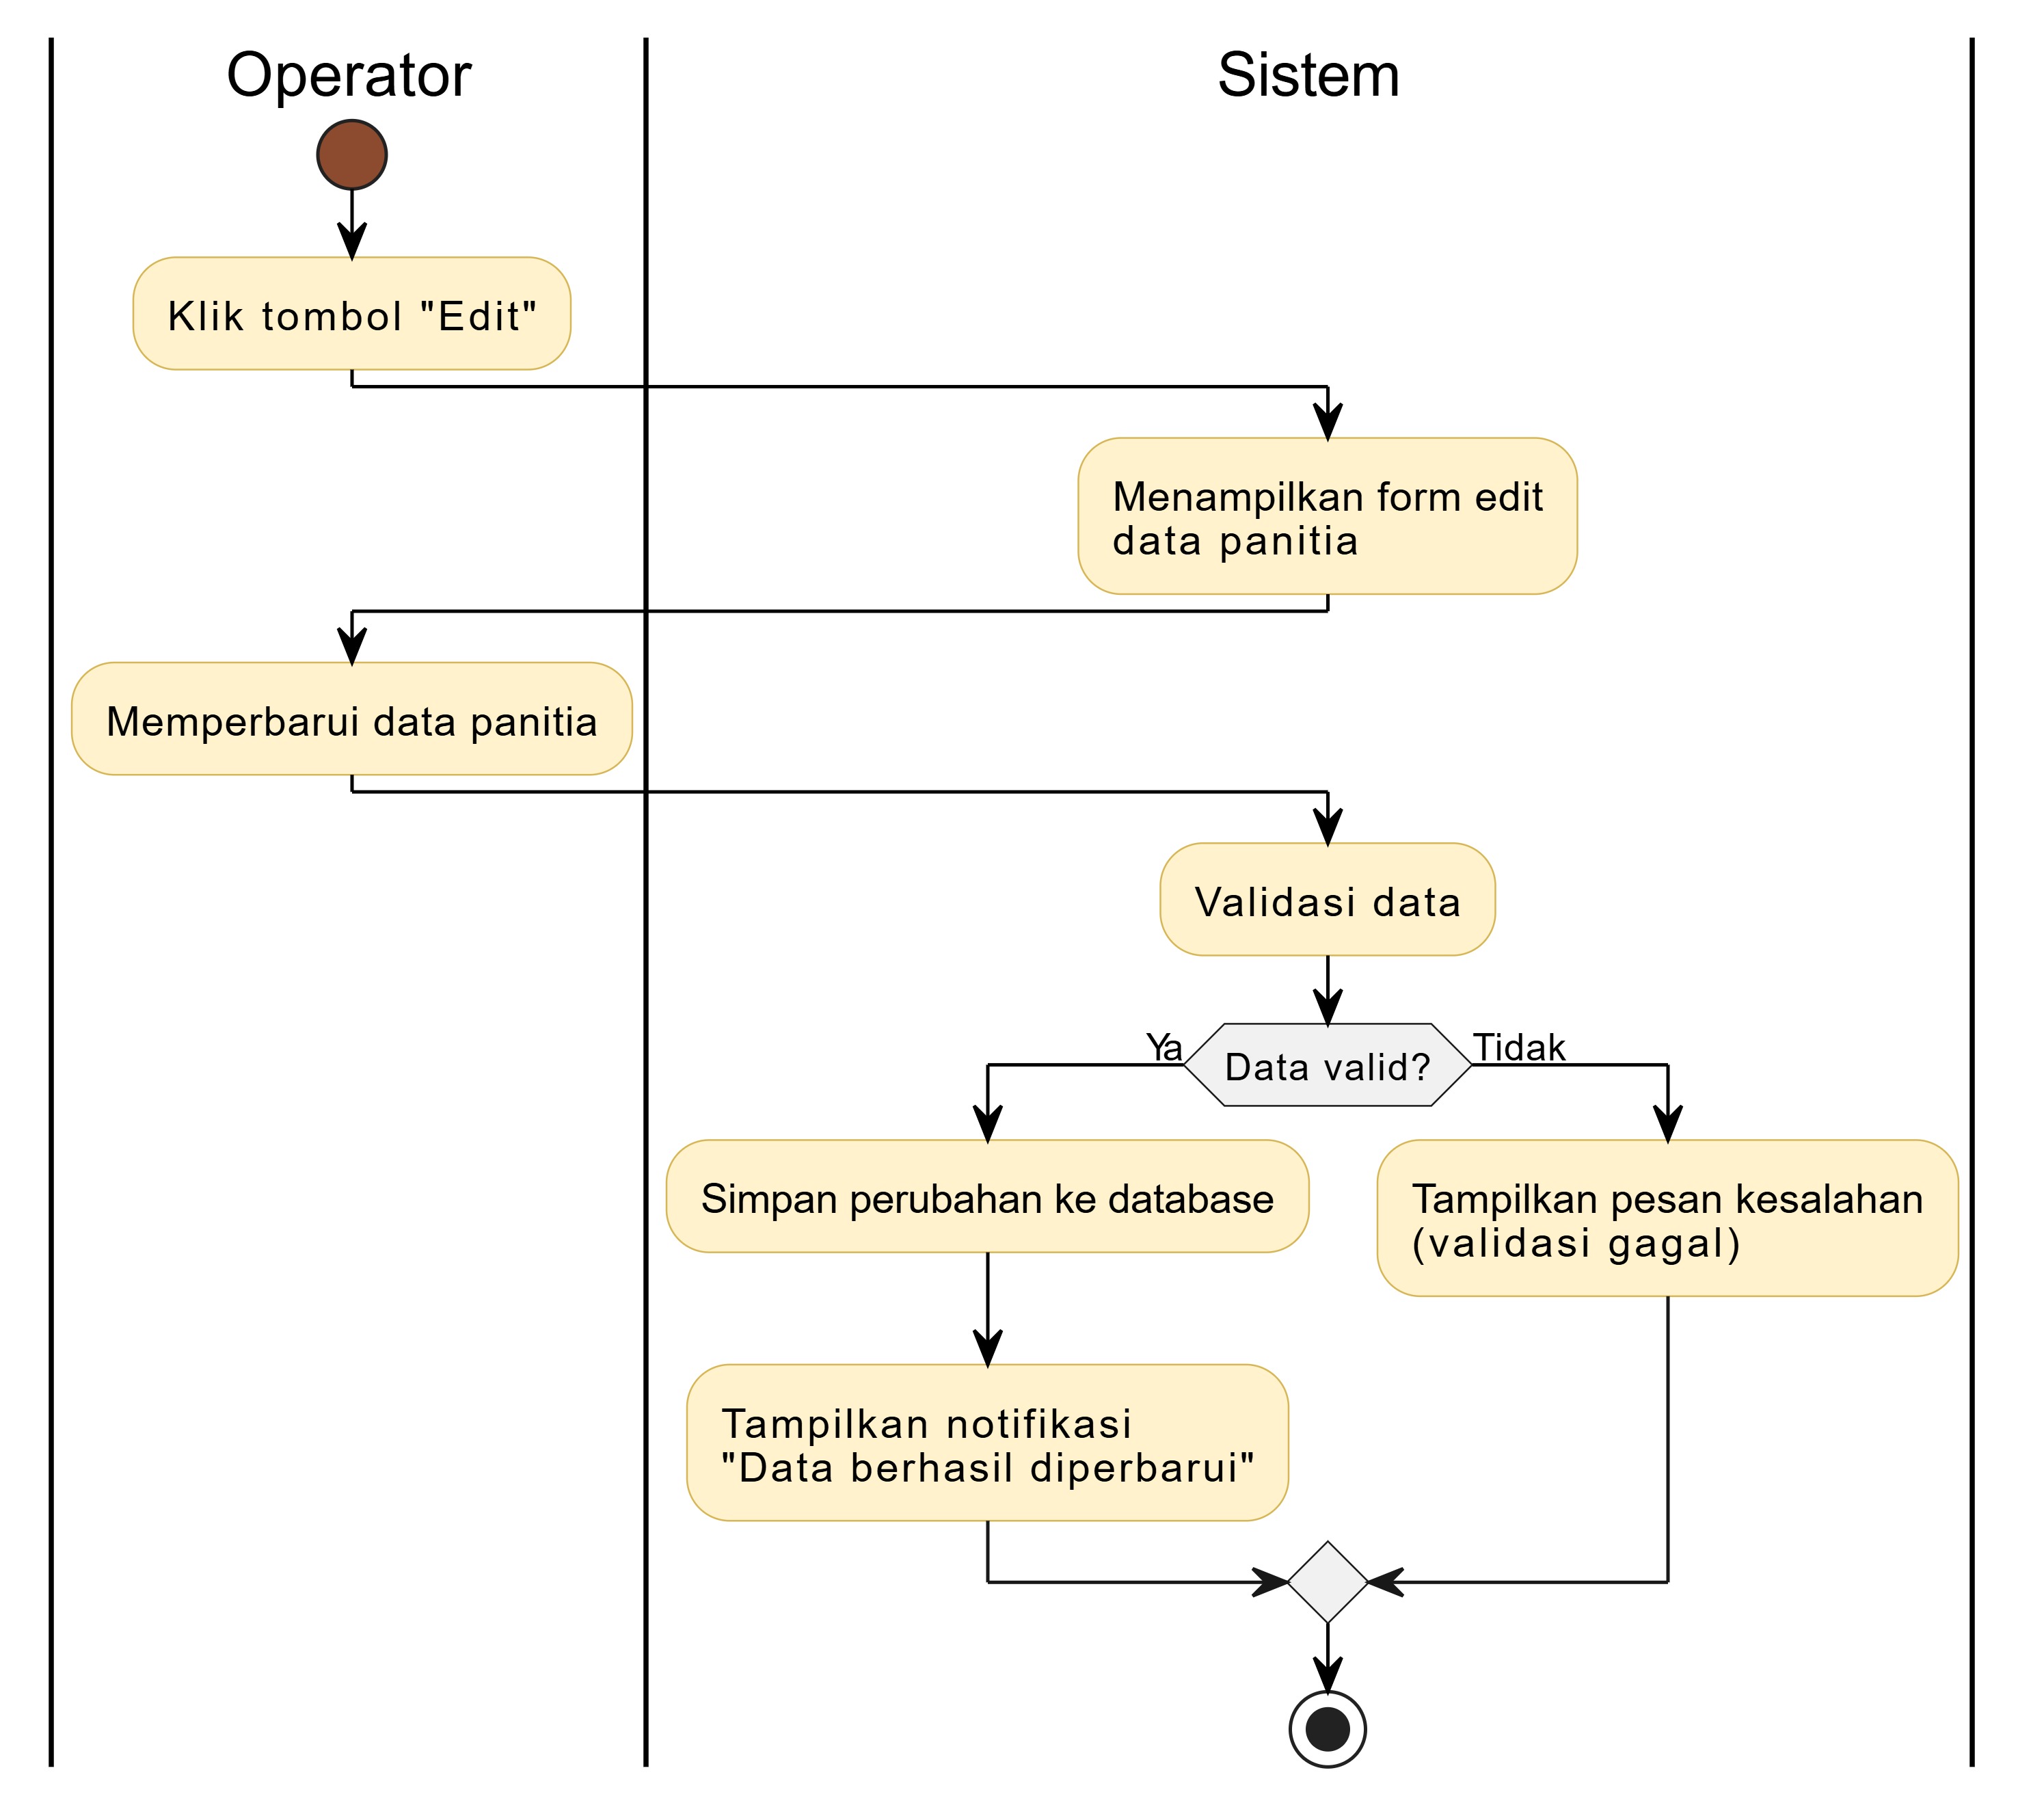 Operator
Sistem
Klik tombol "Edit"
Menampilkan form edit
data panitia
Memperbarui data panitia
Validasi data
Ya
Data valid?
Tidak
Simpan perubahan ke database
Tampilkan pesan kesalahan
(validasi gagal)
Tampilkan notifikasi
"Data berhasil diperbarui"